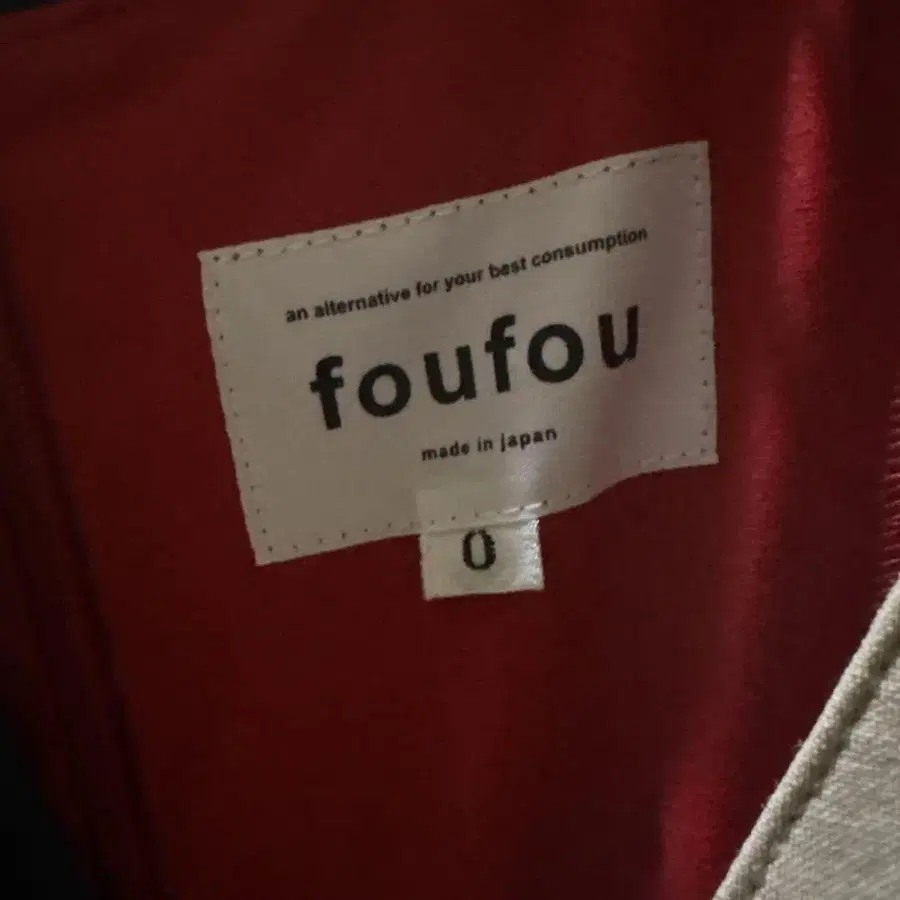 an alternative for your best consumption
foufou
made in japan
0